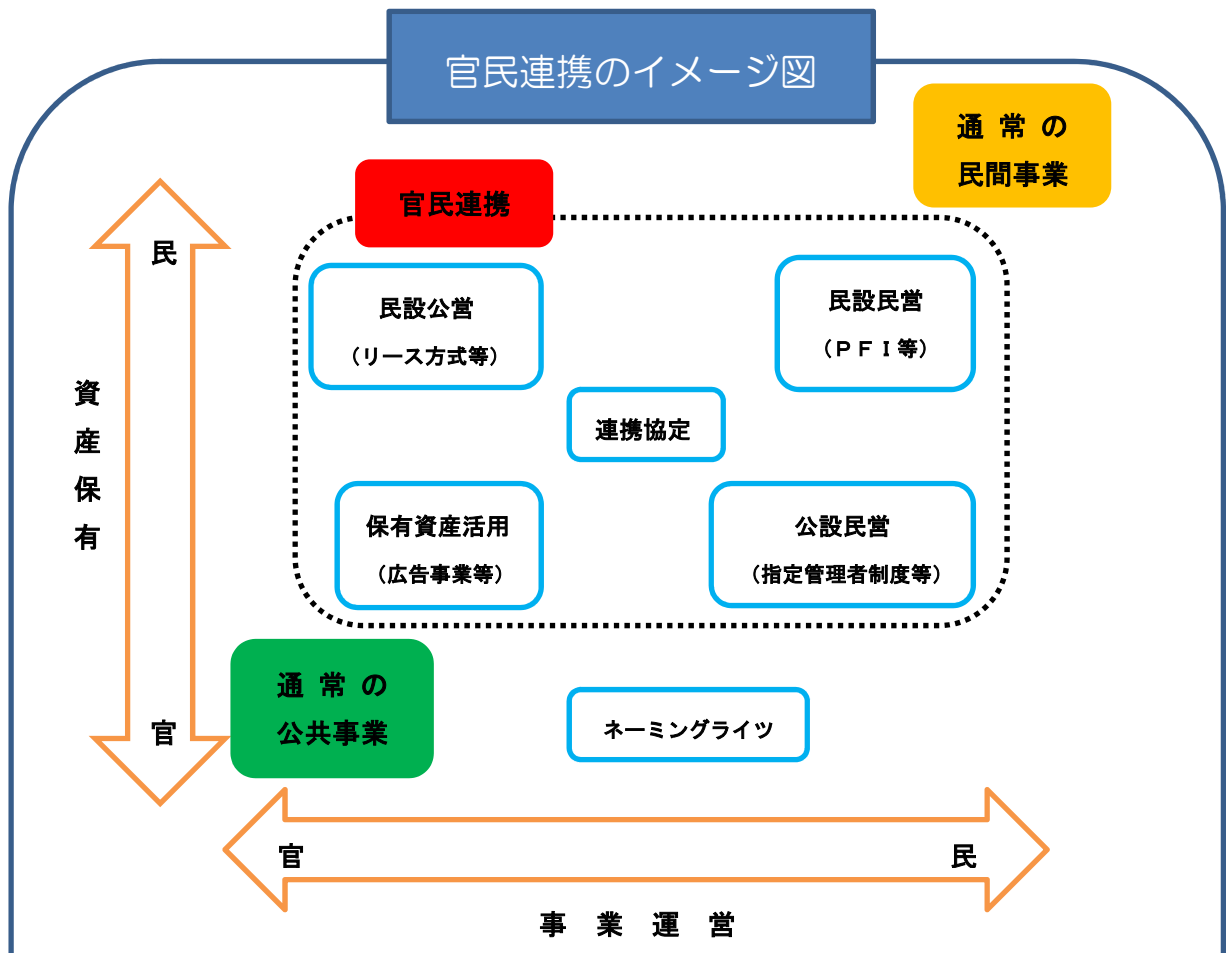 官民連携のイメージ図
通常の
民間事業
官民連携
民
民設公営
（リース方式等）
民設民営
（ＰＦＩ等）
資産保有
連携協定
保有資産活用
（広告事業等）
公設民営
（指定管理者制度等）
通常の
公共事業
官
ネーミングライツ
官
民
事業運営